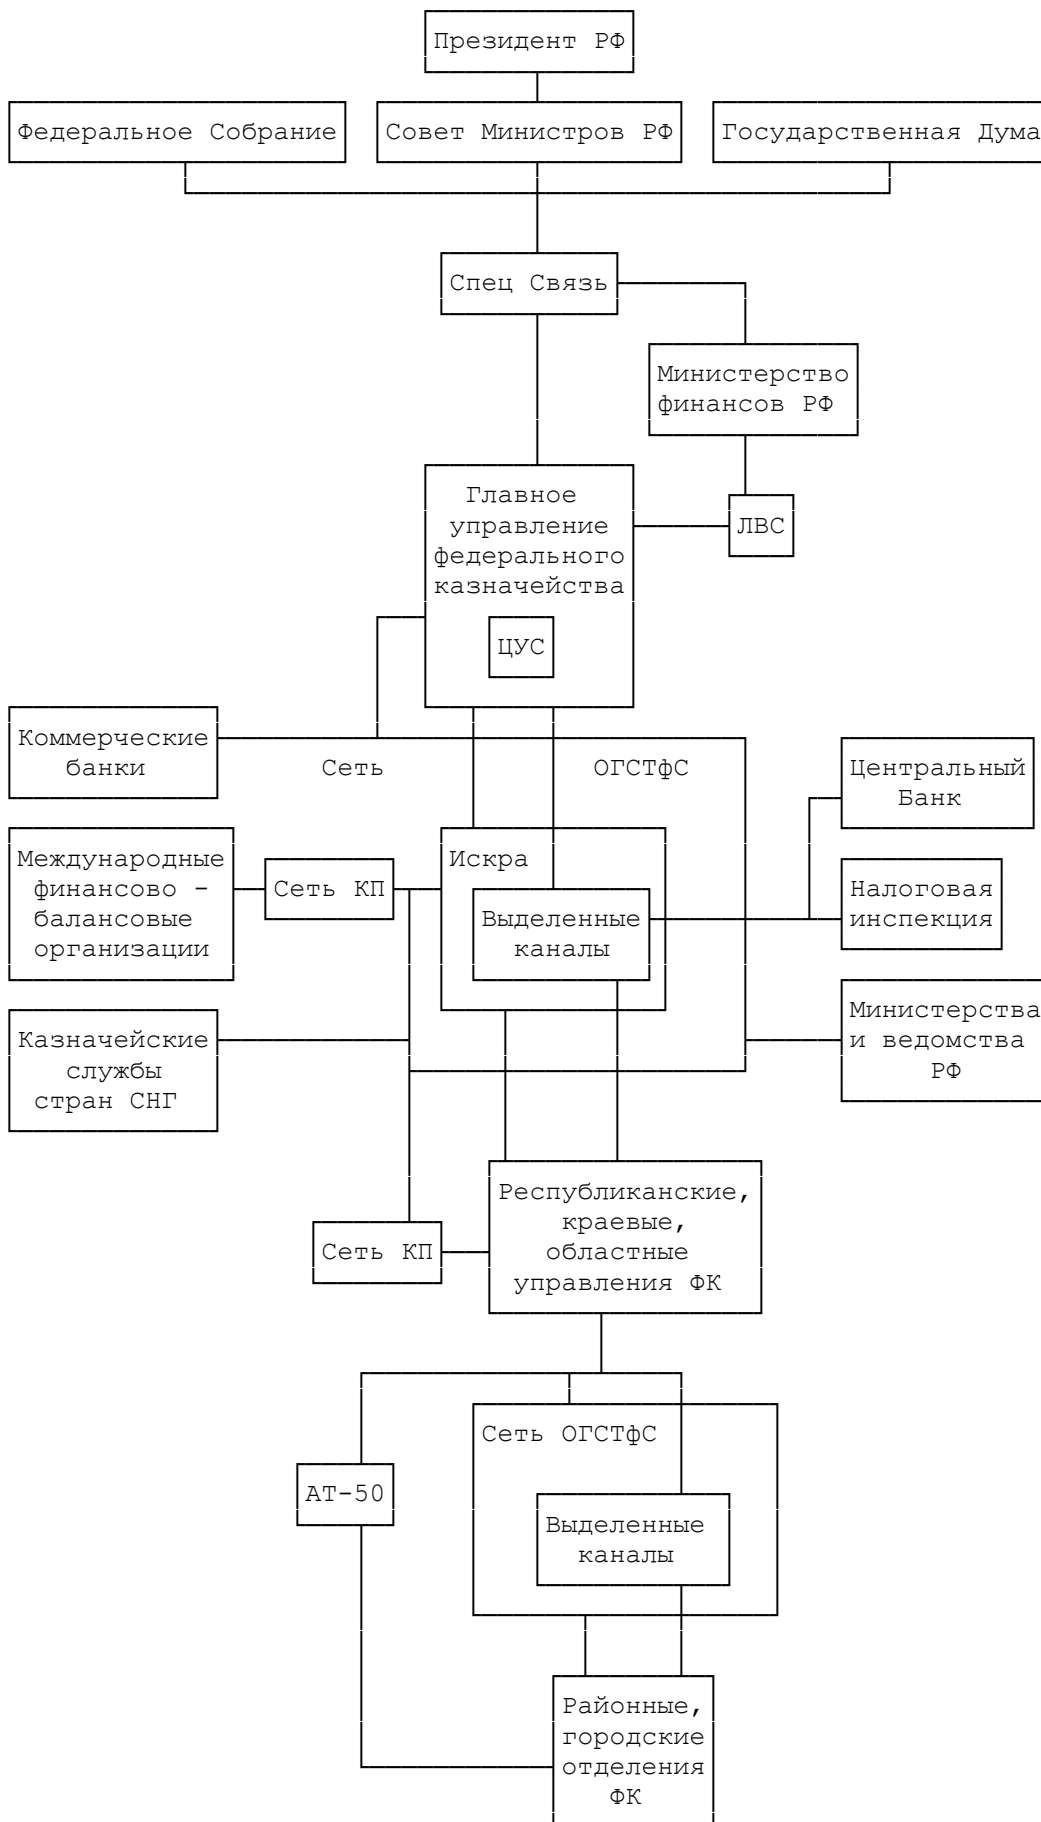 Президент РФ
Федеральное Собрание
Совет Министров РФ
Государственная Дума
Спец Связь
Министерство
финансов РФ
Главное
управление
федерального
казначейства
ЛВС
ЦУС
Коммерческие
банки
Сеть
ОГСТфС
Центральный
Банк
Международные
финансово -
балансовые
организации
Сеть КП
Искра
Выделенные
каналы
Налоговая
инспекция
Казначейские
службы
стран СНГ
Министерства
и ведомства
РФ
Республиканские,
краевые,
областные
управления ФК
Сеть КП
Сеть ОГСТфС
АТ-50
Выделенные
каналы
Районные,
городские
отделения
ФК